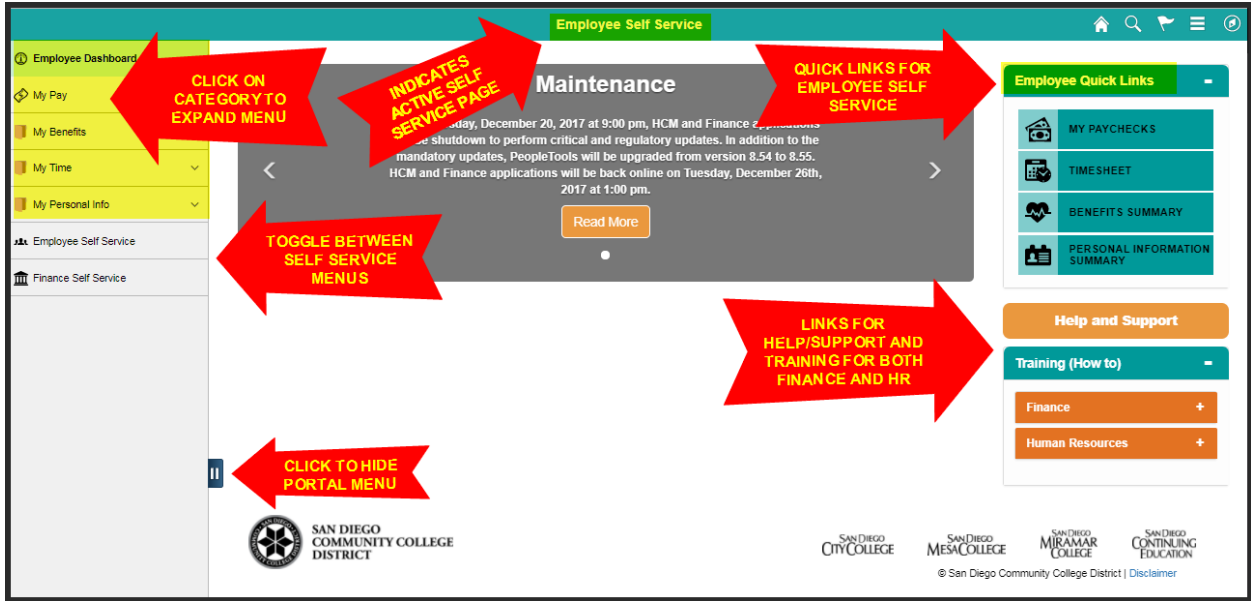 Employee Self Service
Employee Dashboard
My Pay
My Benefits
My Time
My Personal Info
Employee Self Service
Finance Self Service
CLICK ON
CATEGORY TO
EXPAND MENU
INDICATES
ACTIVE SELF
SERVICE PAGE
QUICK LINKS FOR
EMPLOYEE SELF
SERVICE
Maintenance
December 20, 2017 at 9:00 pm, HCM and Finance
shutdown to perform critical and regulatory updates. In addition to the
mandatory updates, PeopleTools will be upgraded from version 8.54 to 8.55.
HCM and Finance applications will be back online on Tuesday, December 26th,
2017 at 1:00 pm.
Read More
TOGGLE BETWEEN
SELF SERVICE
MENUS
Employee Quick Links
MY PAYCHECKS
TIMESHEET
BENEFITS SUMMARY
PERSONAL INFORMATION
SUMMARY
LINKS FOR
HELP/SUPPORT AND
TRAINING FOR BOTH
FINANCE AND HR
Help and Support
Training (How to)
Finance
Human Resources
CLICK TO HIDE
PORTAL MENU
SAN DIEGO
COMMUNITY COLLEGE
DISTRICT
SAN DIEGO
CITY COLLEGE
SAN DIEGO
MESA COLLEGE
SAN DIEGO
MIRAMAR
COLLEGE
SAN DIEGO
CONTINUING
EDUCATION
© San Diego Community College District | Disclaimer